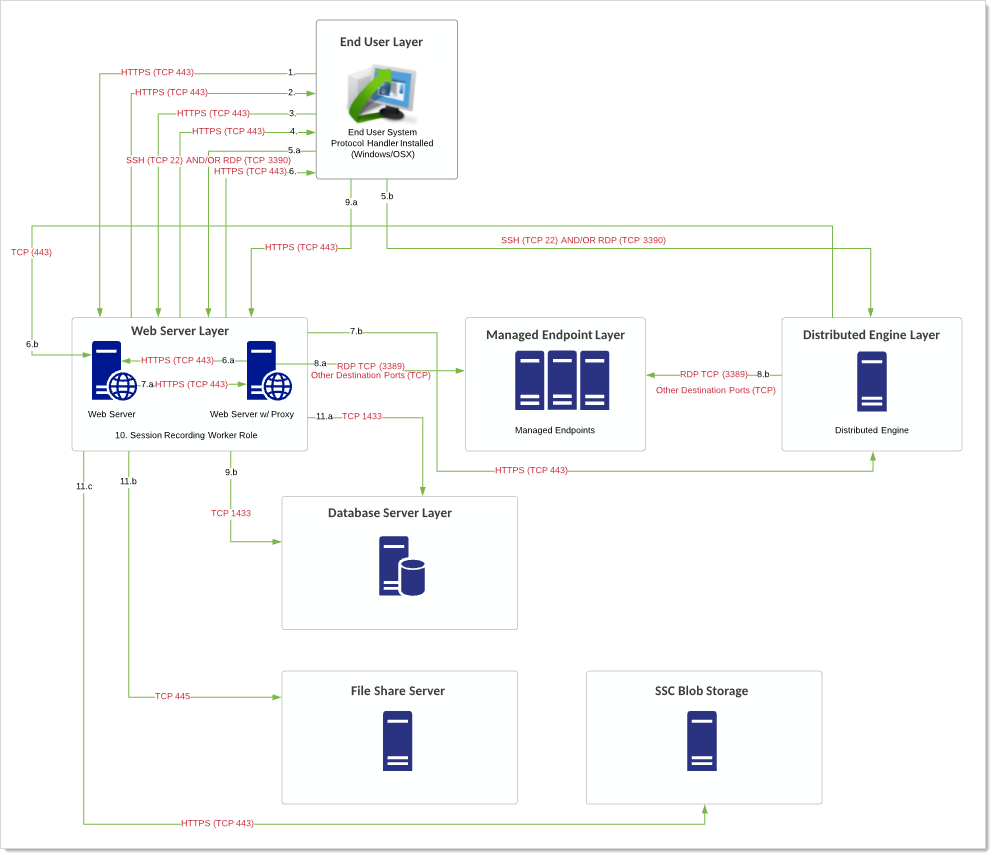 End User Layer
HTTPS (TCP 443)
1.
HTTPS (TCP 443)
2.
HTTPS (TCP 443)
3.
HTTPS (TCP 443)
4.
5.a
SSH (TCP 22) AND/OR RDP (TCP 3390)
HTTPS (TCP 443)
6.
End User System
Protocol Handler Installed
(Windows/OSX)
9.a
5.b
HTTPS (TCP 443)
SSH (TCP 22) AND/OR RDP (TCP 3390)
TCP (443)
6.b
Web Server Layer
HTTPS (TCP 443)
6.a
7.a
HTTPS (TCP 443)
Web Server
Web Server w/ Proxy
10. Session Recording Worker Role
7.b
8.a
RDP TCP (3389)
Other Destination Ports (TCP)
11.a
TCP 1433
Managed Endpoint Layer
Managed Endpoints
RDP TCP (3389)
8.b
Other Destination Ports (TCP)
Distributed Engine Layer
Distributed Engine
HTTPS (TCP 443)
11.c
11.b
9.b
TCP 1433
Database Server Layer
TCP 445
File Share Server
SSC Blob Storage
HTTPS (TCP 443)